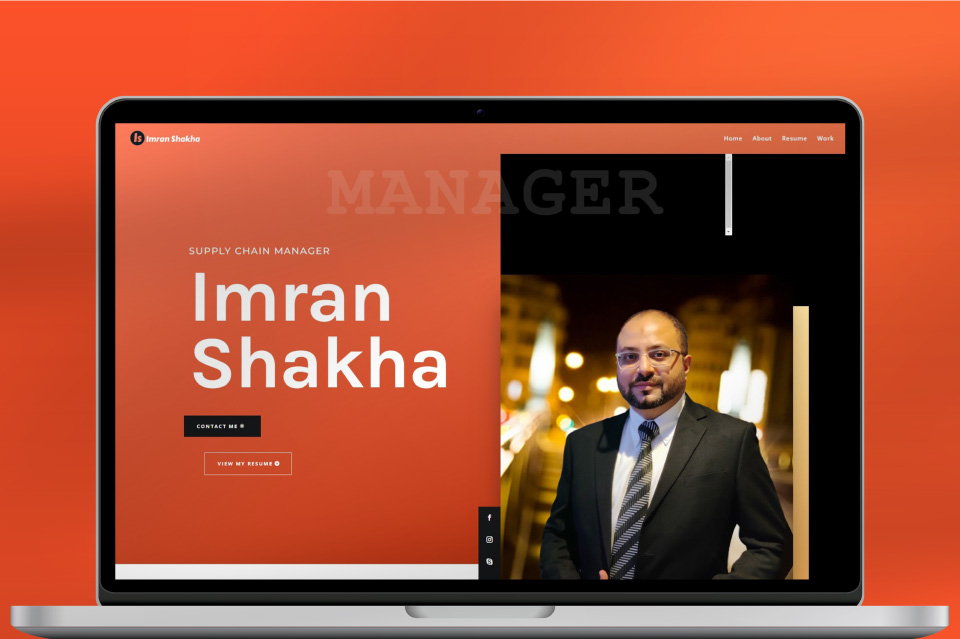 Is Imran Shakha
Home About Resume Work
MANAGER
SUPPLY CHAIN MANAGER
Imran
Shakha
CONTACT ME
VIEW MY RESUME